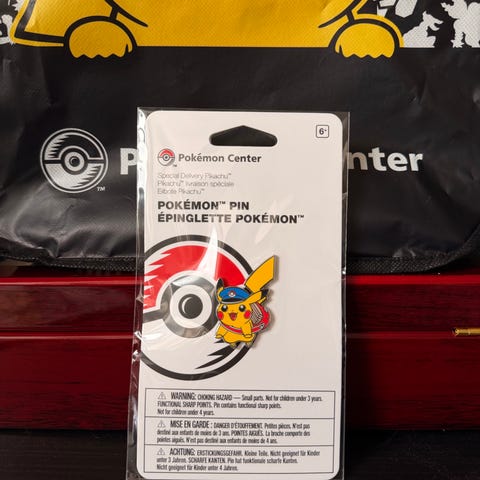 P
Center
TM
6+
Pokémon Center
Special Delivery Pikachu™
Pikachu™ livraison spéciale
Eilbote Pikachu™
POKÉMON™ PIN
ÉPINGLETTE POKÉMON™
⚠ WARNING: CHOKING HAZARD — Small parts. Not for children under 3 years.
FUNCTIONAL SHARP POINTS. Pin contains functional sharp points.
Not for children under 4 years.
⚠ MISE EN GARDE : DANGER D'ÉTOUFFEMENT. Petites pièces. N'est pas
destiné aux enfants de moins de 3 ans. POINTES AIGUËS. La broche comporte des
pointes aiguës. N'est pas destiné aux enfants de moins de 4 ans.
⚠ ACHTUNG: ERSTICKUNGSGEFAHR. Kleine Teile. Nicht geeignet für Kinder
unter 3 Jahren. SCHARFE KANTEN. Pin hat funktionale scharfe Kanten.
Nicht geeignet für Kinder unter 4 Jahren.